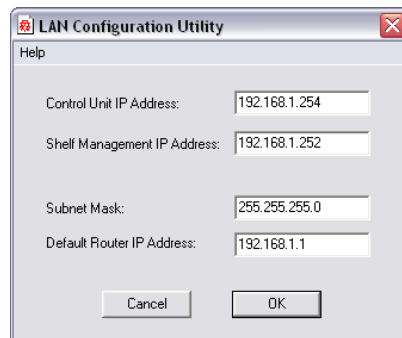 LAN Configuration Utility
Help
Control Unit IP Address: 192.168.1.254
Shelf Management IP Address: 192.168.1.252
Subnet Mask: 255.255.255.0
Default Router IP Address: 192.168.1.1
Cancel OK